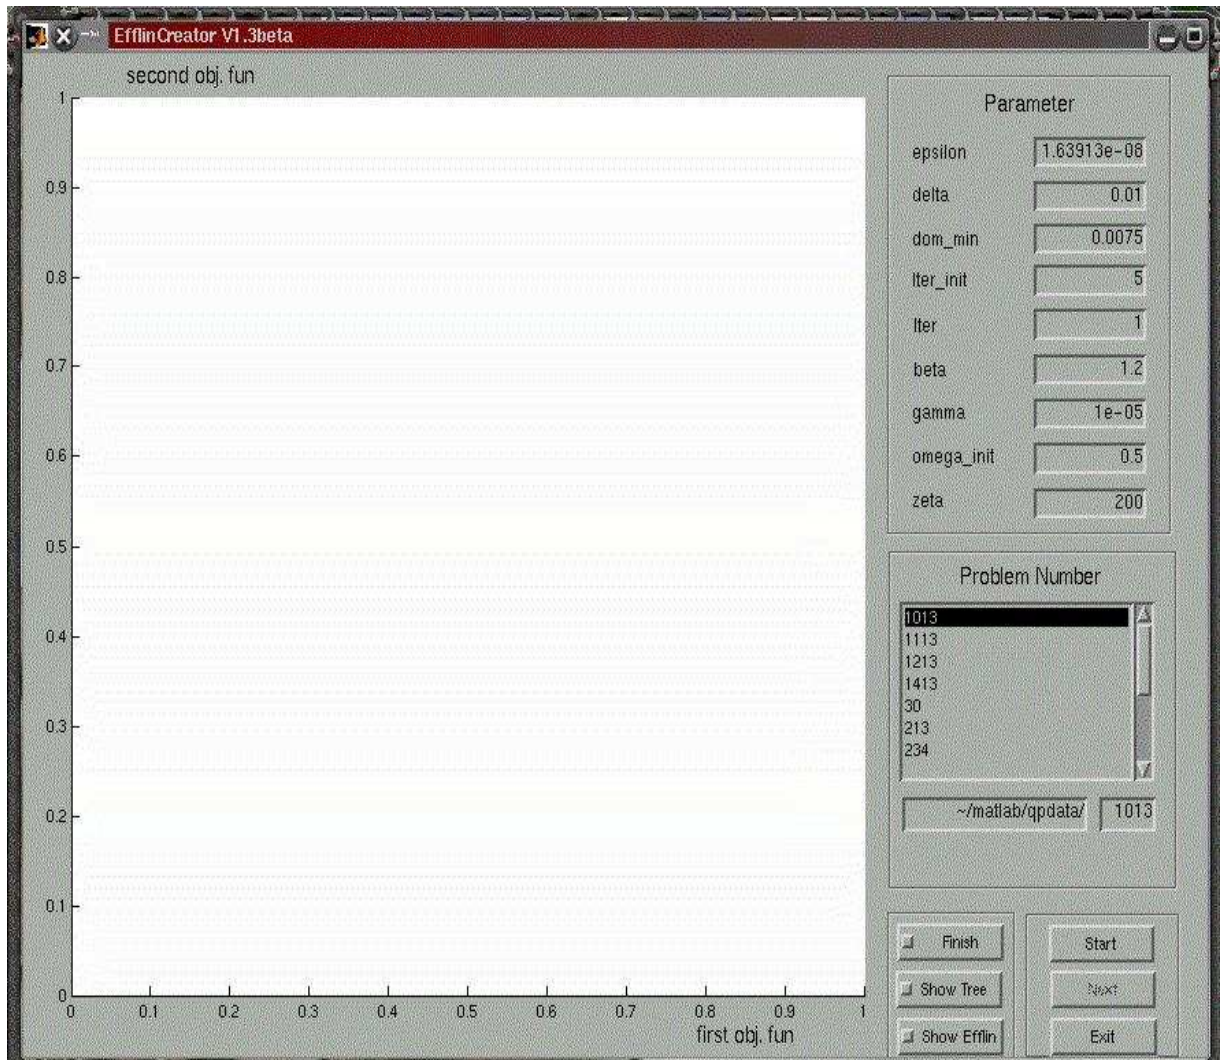 EfflinCreator V1.3beta
second obj. fun
1
0.9
0.8
0.7
0.6
0.5
0.4
0.3
0.2
0.1
0
0 0.1 0.2 0.3 0.4 0.5 0.6 0.7 0.8 0.9 1
first obj. fun
Parameter
epsilon 1.63913e-08
delta 0.01
dom_min 0.0075
Iter_init 5
Iter 1
beta 1.2
gamma 1e-05
omega_init 0.5
zeta 200
Problem Number
1013
1113
1213
1413
30
213
234
~/matlab/qpdata/ 1013
Finish
Show Tree
Show Efflin
Start
Next
Exit